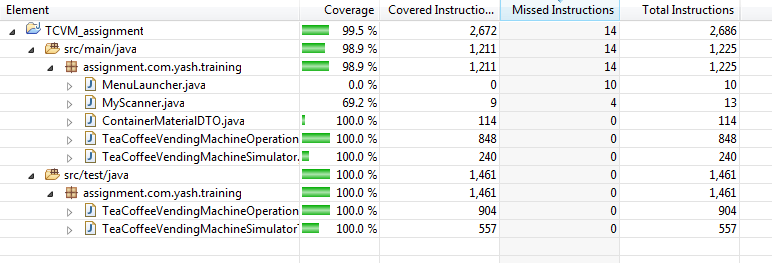 Element Coverage Covered Instructio... Missed Instructions Total Instructions
TCVM_assignment 99.5 % 2,672 14 2,686
src/main/java 98.9 % 1,211 14 1,225
assignment.com.yash.training 98.9 % 1,211 14 1,225
MenuLauncher.java 0.0 % 0 10 10
MyScanner.java 69.2 % 9 4 13
ContainerMaterialDTO.java 100.0 % 114 0 114
TeaCoffeeVendingMachineOperation 100.0 % 848 0 848
TeaCoffeeVendingMachineSimulator. 100.0 % 240 0 240
src/test/java 100.0 % 1,461 0 1,461
assignment.com.yash.training 100.0 % 1,461 0 1,461
TeaCoffeeVendingMachineOperation 100.0 % 904 0 904
TeaCoffeeVendingMachineSimulatorT 100.0 % 557 0 557